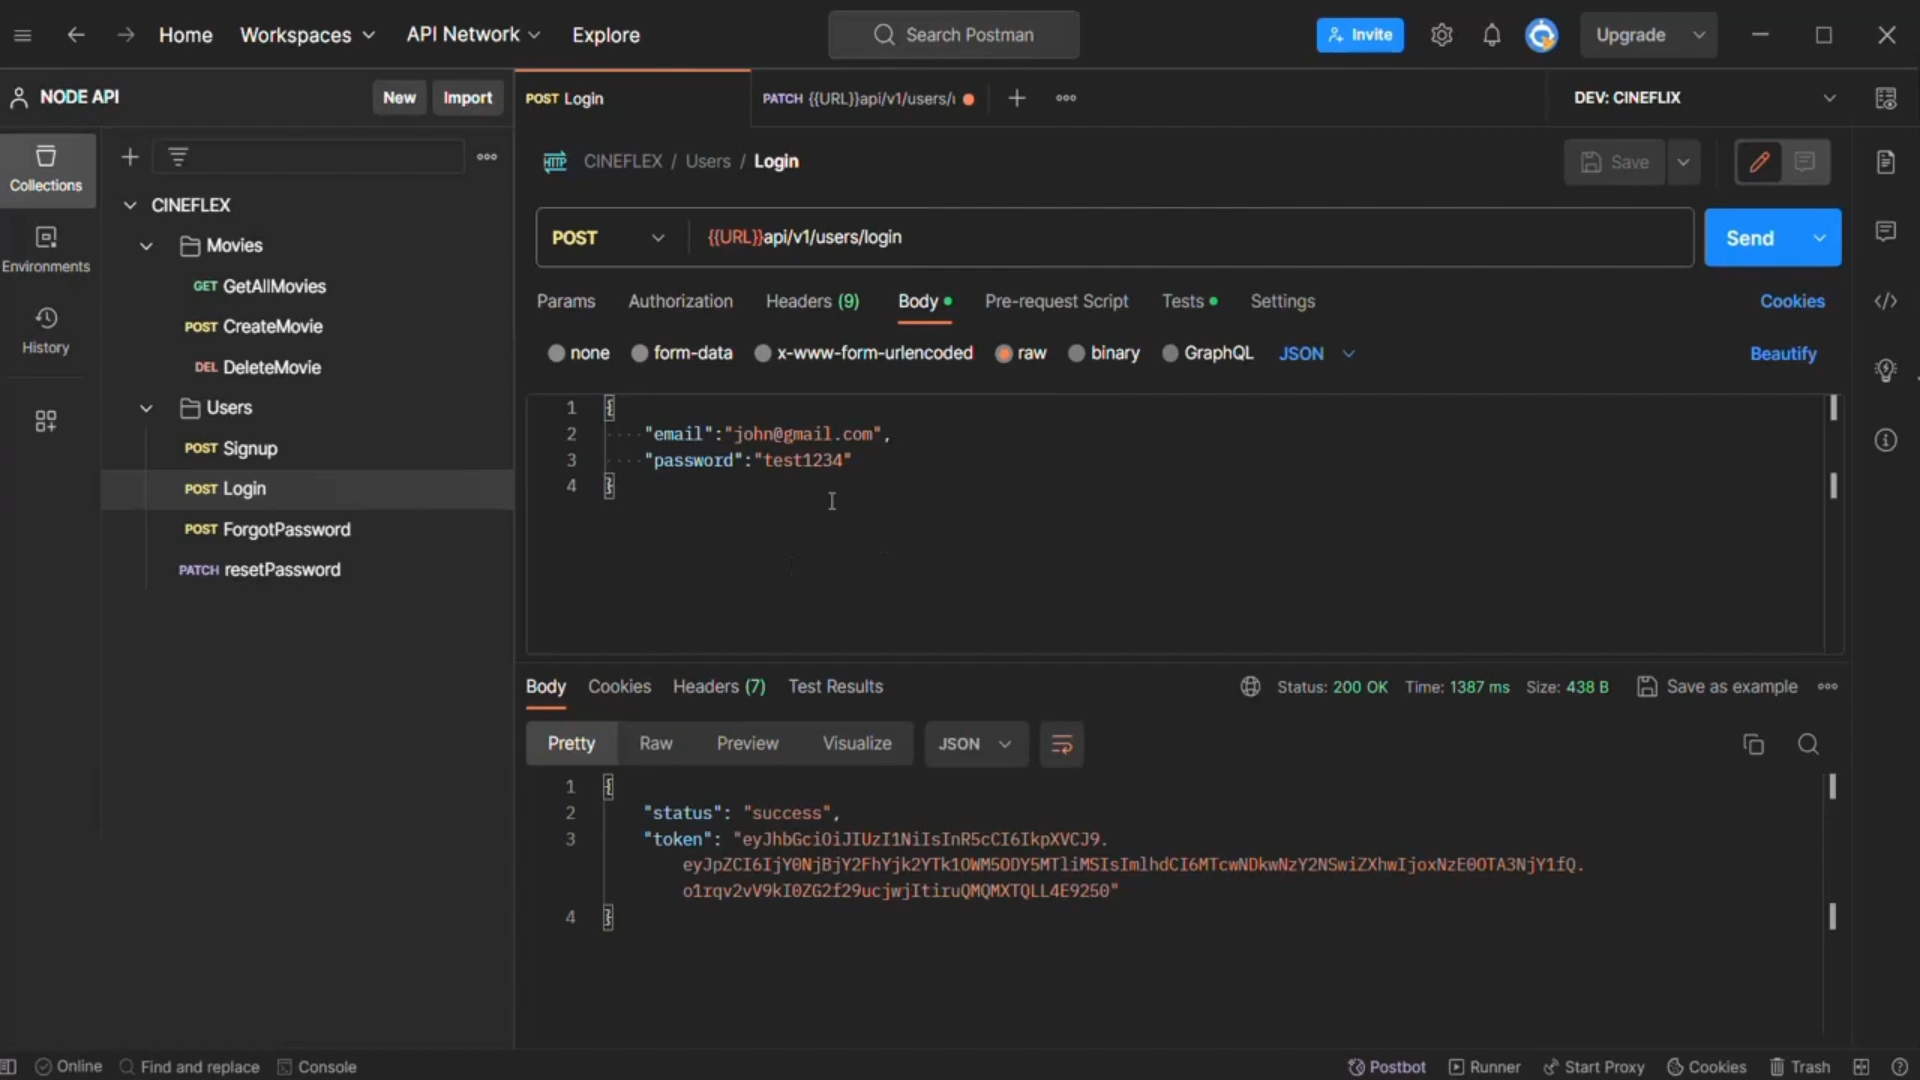 Home Workspaces API Network Explore Search Postman Invite Upgrade
NODE API New Import POST Login PATCH {{URL}}api/v1/users/ DEV: CINEFLIX
Collections
Environments
History
CINEFLEX
Movies
GET GetAllMovies
POST CreateMovie
DEL DeleteMovie
Users
POST Signup
POST Login
POST ForgotPassword
PATCH resetPassword
HTTP CINEFLEX / Users / Login Save
POST {{URL}}api/v1/users/login Send
Params Authorization Headers (9) Body Pre-request Script Tests Settings Cookies
none form-data x-www-form-urlencoded raw binary GraphQL JSON Beautify
1 {
2 "email":"john@gmail.com",
3 "password":"test1234"
4 }
Body Cookies Headers (7) Test Results Status: 200 OK Time: 1387 ms Size: 438 B Save as example
Pretty Raw Preview Visualize JSON
1 {
2 "status": "success",
3 "token": "eyJhbGciOiJIUzI1NiIsInR5cCI6IkpXVCJ9.
eyJpZCI6IjY0NjBjY2FhYjk2YTk1OWM5ODY5MTliMSIsImlhdCI6MTcwNDkwNzY2NSwiZXhwIjoxNzE0OTA3NjY1fQ.
o1rqv2vV9kI0ZG2f29ucjwjItiruQMQMXTQLL4E9250"
4 }
Online Find and replace Console Postbot Runner Start Proxy Cookies Trash